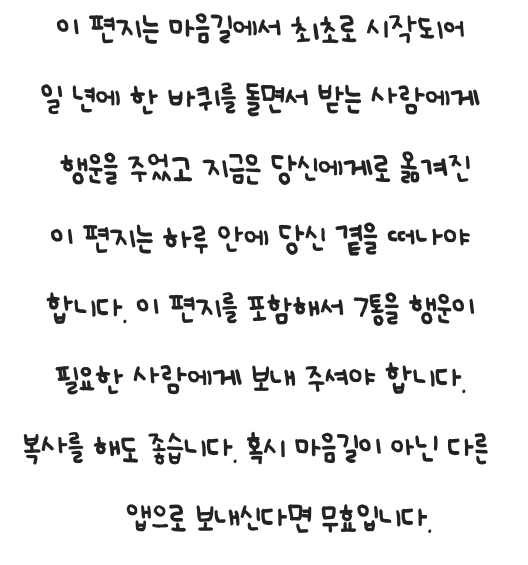 이 편지는 마음길에서 최초로 시작되어
일 년에 한 바퀴를 돌면서 받는 사람에게
행운을 주었고 지금은 당신에게로 옮겨진
이 편지는 하루 안에 당신 곁을 떠나야
합니다. 이 편지를 포함해서 7통을 행운이
필요한 사람에게 보내 주셔야 합니다.
복사를 해도 좋습니다. 혹시 마음길이 아닌 다른
앱으로 보내신다면 무효입니다.